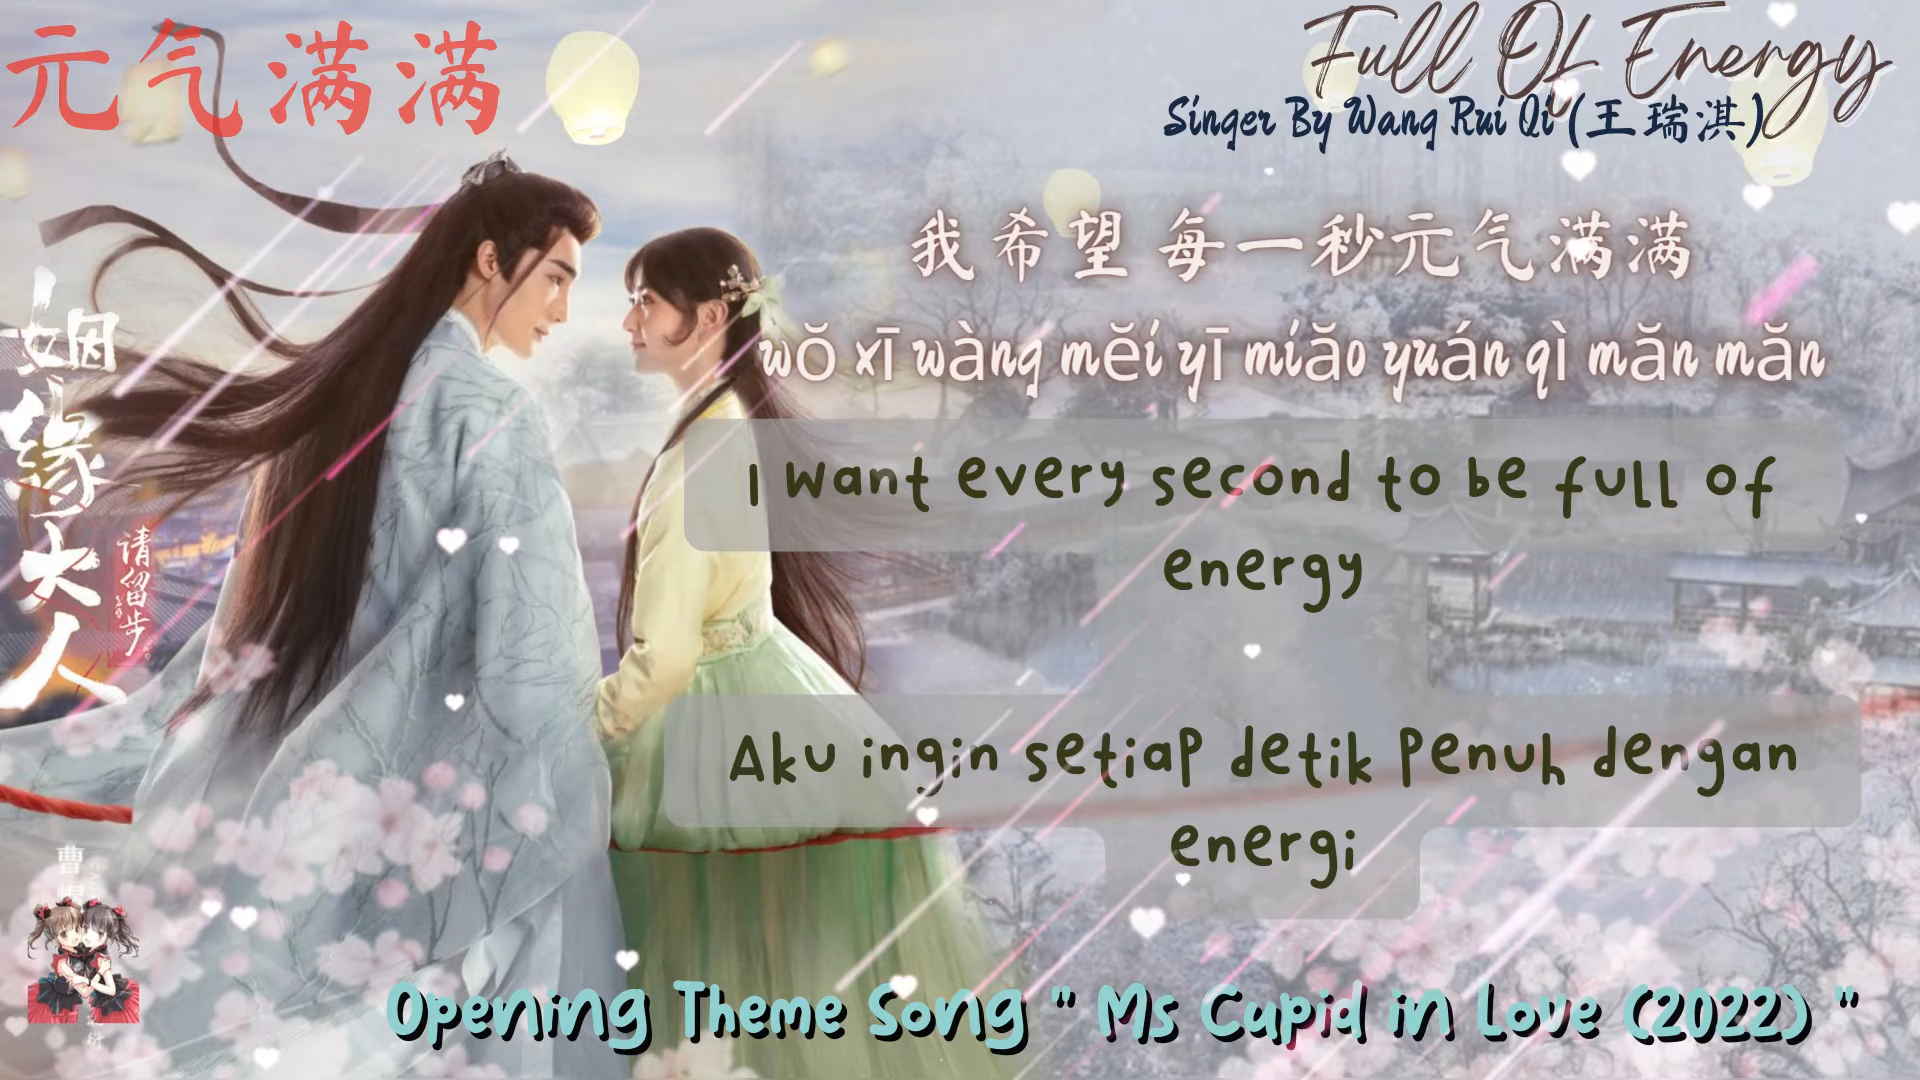 元气满满
Full Of Energy
Singer By Wang Rui Qi (王瑞淇)
我希望 每一秒元气满满
wǒ xī wàng měi yī miǎo yuán qì mǎn mǎn
I want every second to be full of
energy
Aku ingin setiap detik penuh dengan
energi
姻缘大人
请留步
曹
Opening Theme Song " Ms Cupid in Love (2022) "